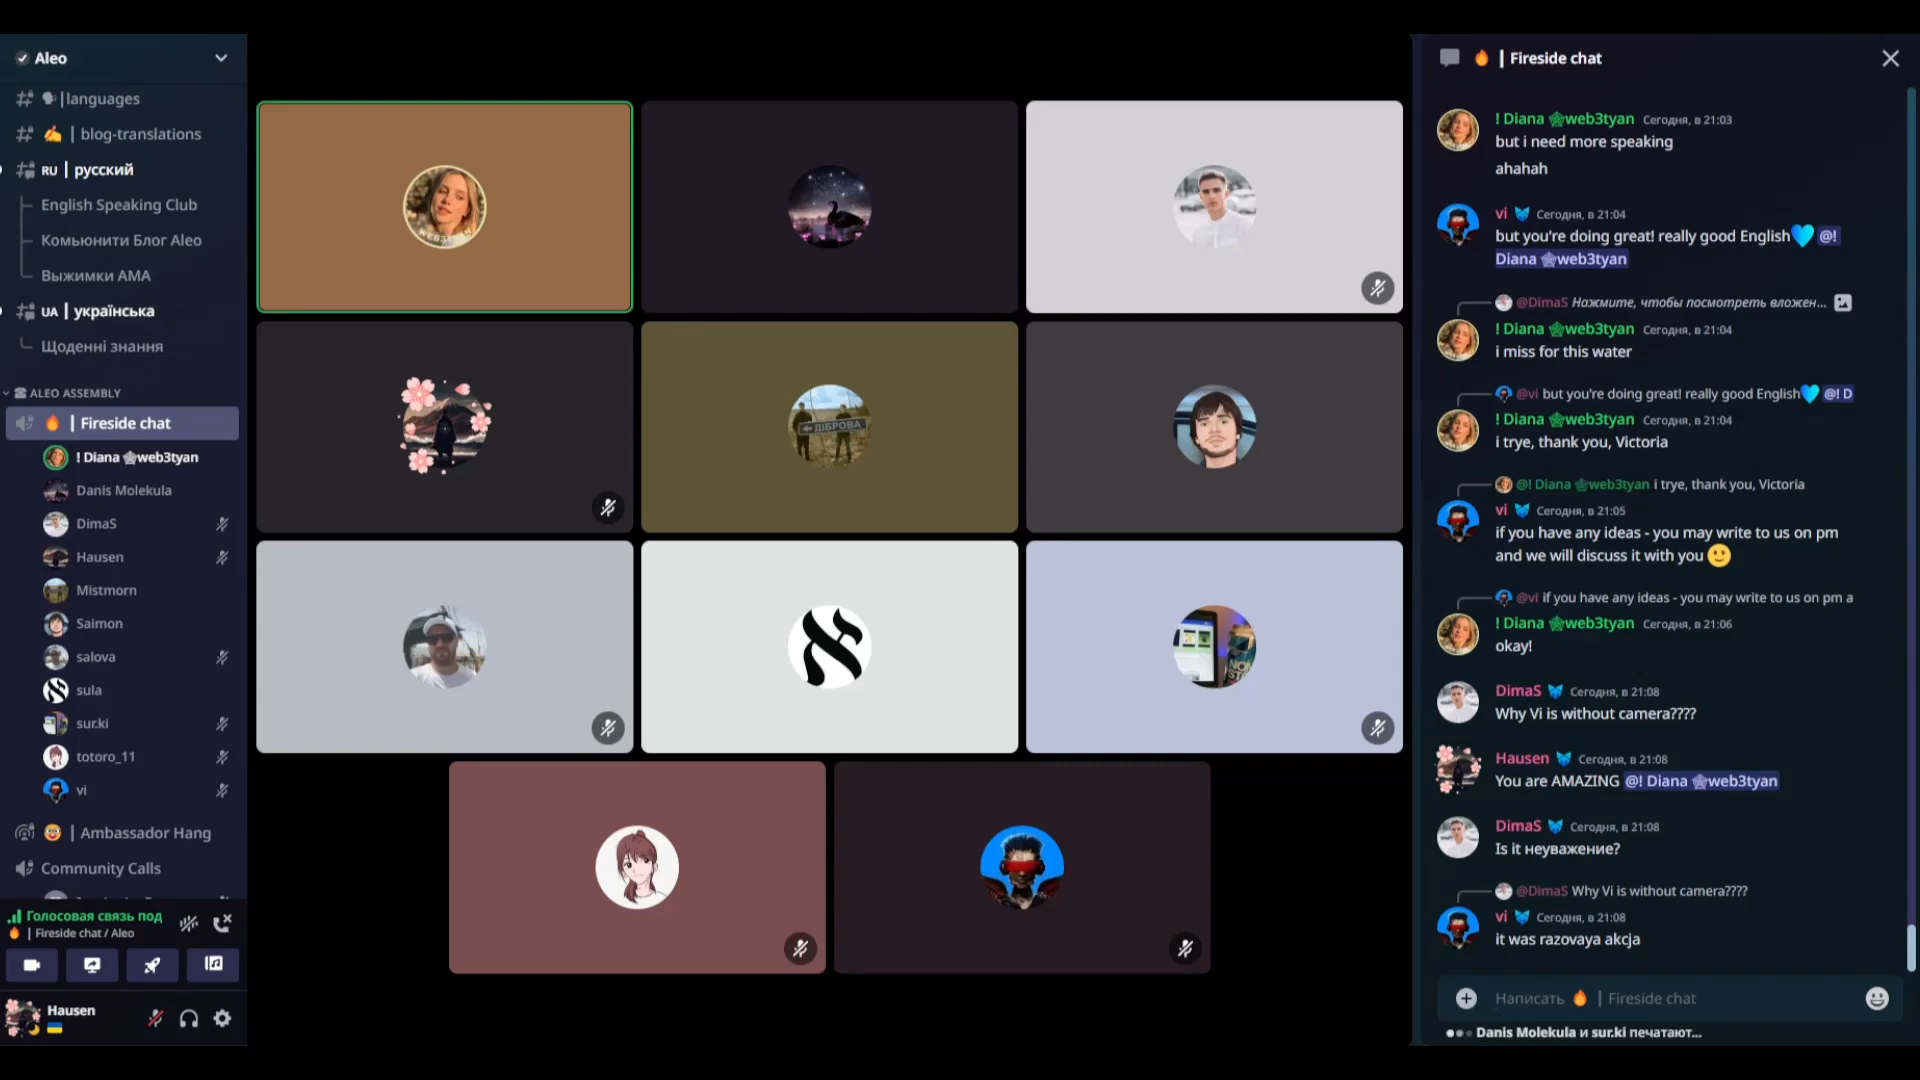 Aleo
|languages
| blog-translations
RU | русский
English Speaking Club
Комьюнити Блог Aleo
Выжимки AMA
UA | українська
Щоденні знання
ALEO ASSEMBLY
| Fireside chat
! Diana web3tyan
Danis Molekula
DimaS
Hausen
Mistmorn
Saimon
salova
sula
sur.ki
totoro_11
vi
| Ambassador Hang
Community Calls
Голосовая связь под
| Fireside chat / Aleo
Hausen
WEB3TYAN
ДІБРОВА
| Fireside chat
! Diana web3tyan Сегодня, в 21:03
but i need more speaking
ahahah
vi Сегодня, в 21:04
but you're doing great! really good English @!
Diana web3tyan
@DimaS Нажмите, чтобы посмотреть вложен...
! Diana web3tyan Сегодня, в 21:04
i miss for this water
@vi but you're doing great! really good English @! D
! Diana web3tyan Сегодня, в 21:04
i trye, thank you, Victoria
@! Diana web3tyan i trye, thank you, Victoria
vi Сегодня, в 21:05
if you have any ideas - you may write to us on pm
and we will discuss it with you
@vi if you have any ideas - you may write to us on pm a
! Diana web3tyan Сегодня, в 21:06
okay!
DimaS Сегодня, в 21:08
Why Vi is without camera????
Hausen Сегодня, в 21:08
You are AMAZING @! Diana web3tyan
DimaS Сегодня, в 21:08
Is it неуважение?
@DimaS Why Vi is without camera????
vi Сегодня, в 21:08
it was razovaya akcja
Написать | Fireside chat
Danis Molekula и sur.ki печатают...